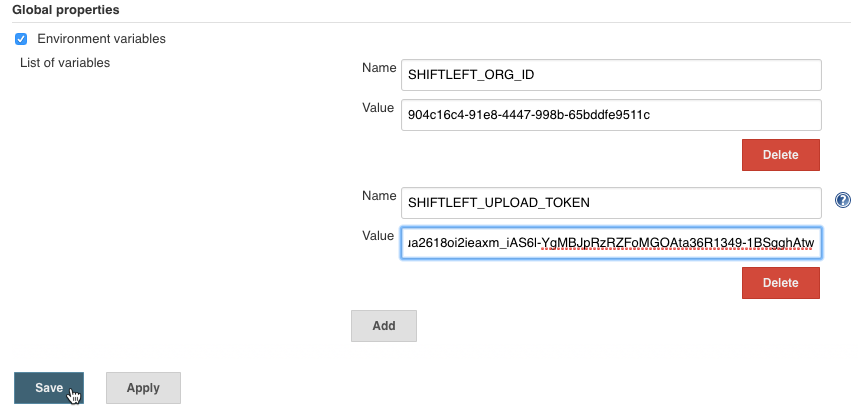 Global properties
Environment variables
List of variables
Name SHIFTLEFT_ORG_ID
Value 904c16c4-91e8-4447-998b-65bddfe9511c
Delete
Name SHIFTLEFT_UPLOAD_TOKEN ?
Value ua2618oi2ieaxm_iAS6l-YgMBJpRzRZFoMGOAta36R1349-1BSgghAtw
Delete
Add
Save Apply